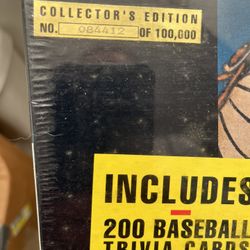 COLLECTOR'S EDITION
NO. 084412 OF 100,000
INCLUDES
200 BASEBALL
TRIVIA CARDS